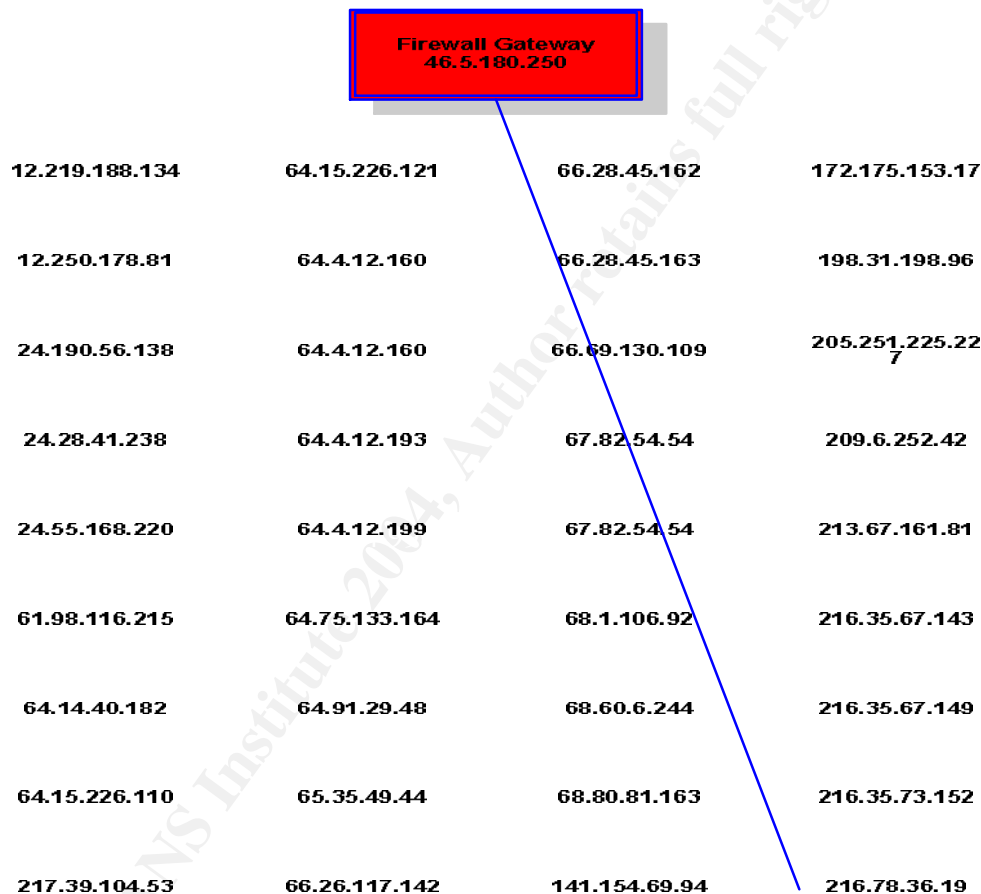 Firewall Gateway
46.5.180.250
12.219.188.134 64.15.226.121 66.28.45.162 172.175.153.17
12.250.178.81 64.4.12.160 66.28.45.163 198.31.198.96
24.190.56.138 64.4.12.160 66.69.130.109 205.251.225.22
7
24.28.41.238 64.4.12.193 67.82.54.54 209.6.252.42
24.55.168.220 64.4.12.199 67.82.54.54 213.67.161.81
61.98.116.215 64.75.133.164 68.1.106.92 216.35.67.143
64.14.40.182 64.91.29.48 68.60.6.244 216.35.67.149
64.15.226.110 65.35.49.44 68.80.81.163 216.35.73.152
217.39.104.53 66.26.117.142 141.154.69.94 216.78.36.19
NS Institute 2004, Author retains full rig